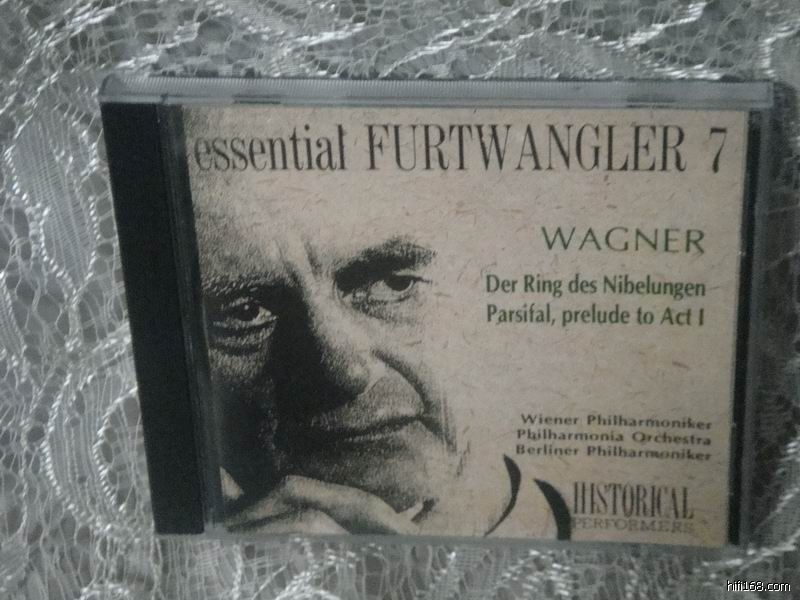 essential FURTWANGLER 7
WAGNER
Der Ring des Nibelungen
Parsifal, prelude to Act I
Wiener Philharmoniker
Philharmonia Orchestra
Berliner Philharmoniker
HISTORICAL
PERFORMERS
hifi168.com